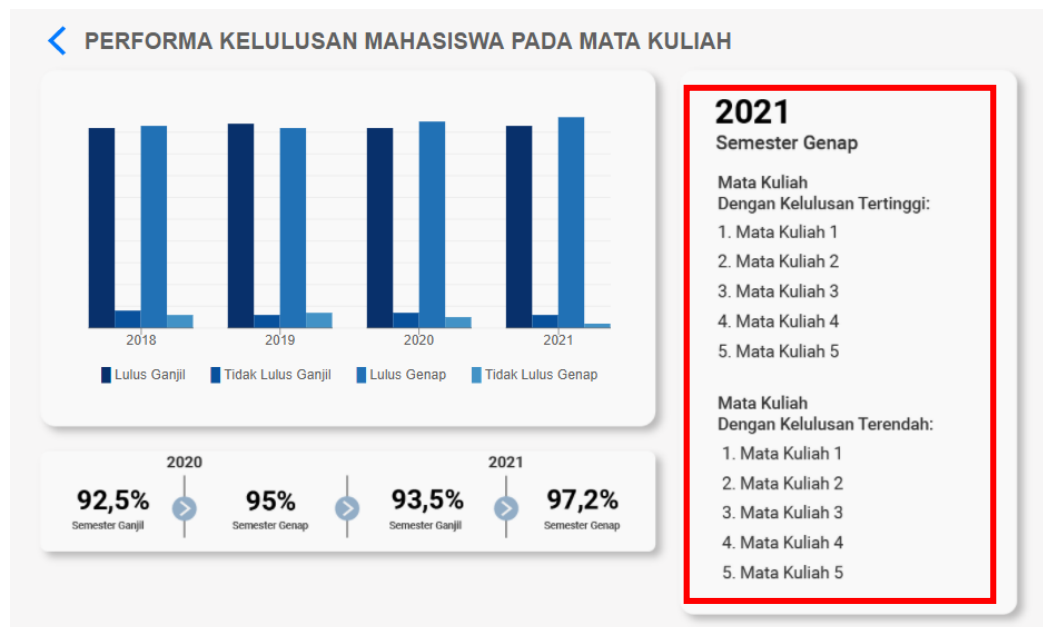 PERFORMA KELULUSAN MAHASISWA PADA MATA KULIAH
2018
2019
2020
2021
Lulus Ganjil
Tidak Lulus Ganjil
Lulus Genap
Tidak Lulus Genap
2020
2021
92,5%
Semester Ganjil
95%
Semester Genap
93,5%
Semester Ganjil
97,2%
Semester Genap
2021
Semester Genap
Mata Kuliah
Dengan Kelulusan Tertinggi:
1. Mata Kuliah 1
2. Mata Kuliah 2
3. Mata Kuliah 3
4. Mata Kuliah 4
5. Mata Kuliah 5
Mata Kuliah
Dengan Kelulusan Terendah:
1. Mata Kuliah 1
2. Mata Kuliah 2
3. Mata Kuliah 3
4. Mata Kuliah 4
5. Mata Kuliah 5